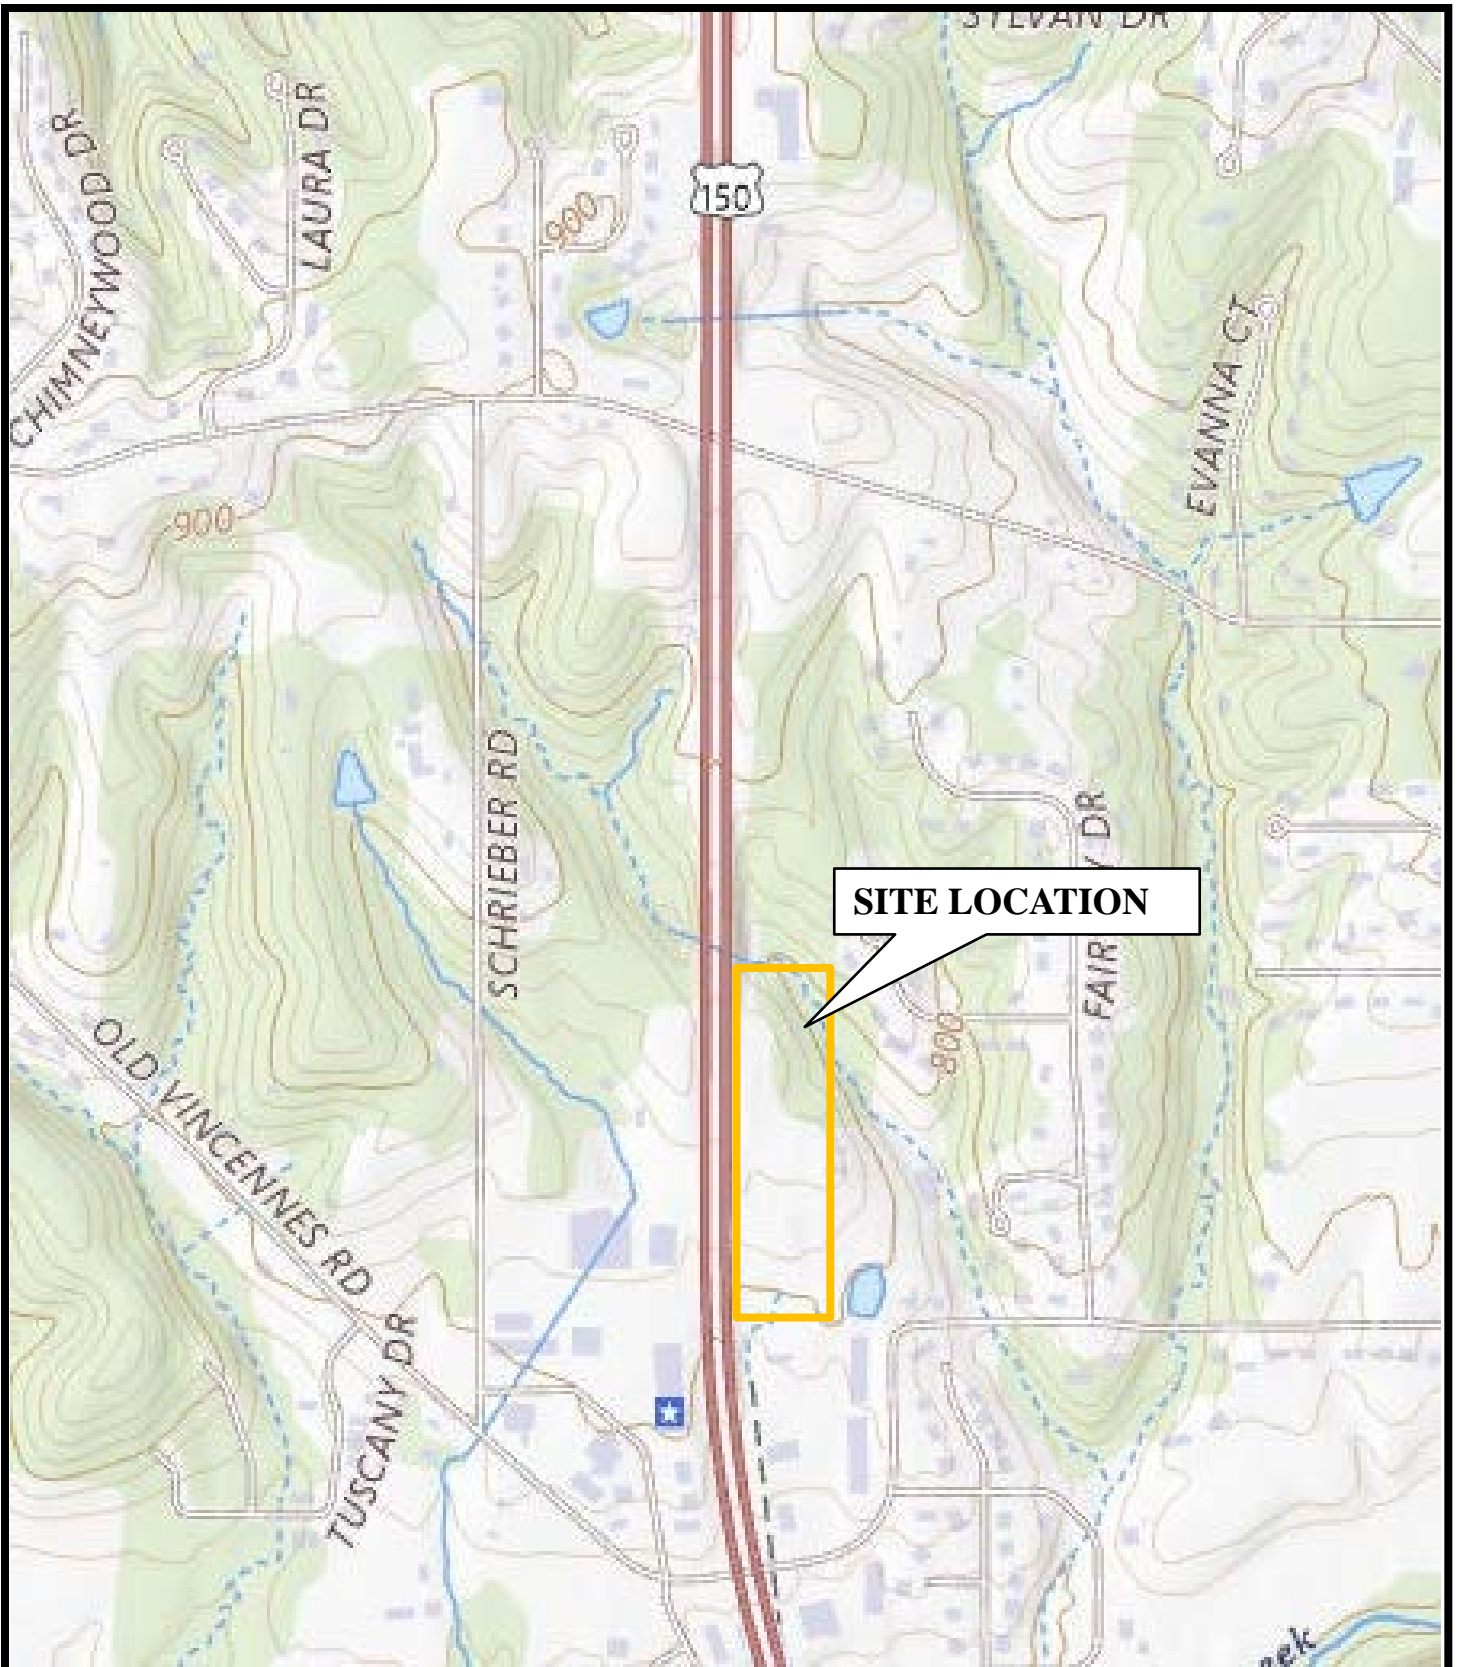 SYLVAN DR
CHIMNEYWOOD DR
LAURA DR
150
900
EVANNA CT
900
SCHRIEBER RD
SITE LOCATION
DR
FAIR
800
OLD VINCENNES RD
TUSCANY DR